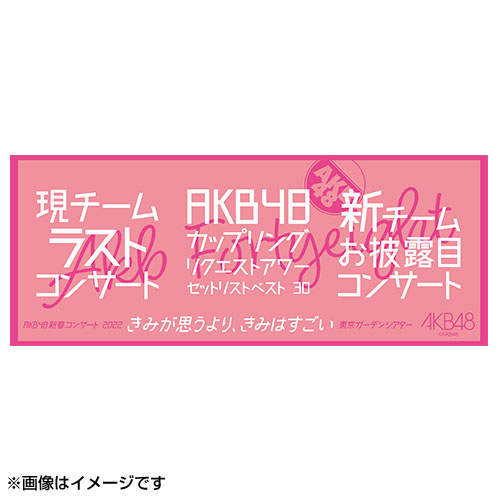 現チーム
ラスト
コンサート
AKB48
カップリング
リクエストアワー
セットリストベスト 30
新チーム
お披露目
コンサート
AKB48
Akb Fortyeight
AKB48新春コンサート 2022 きみが思うより、きみはすごい 東京ガーデンシアター AKB48
©AKB48
※画像はイメージです